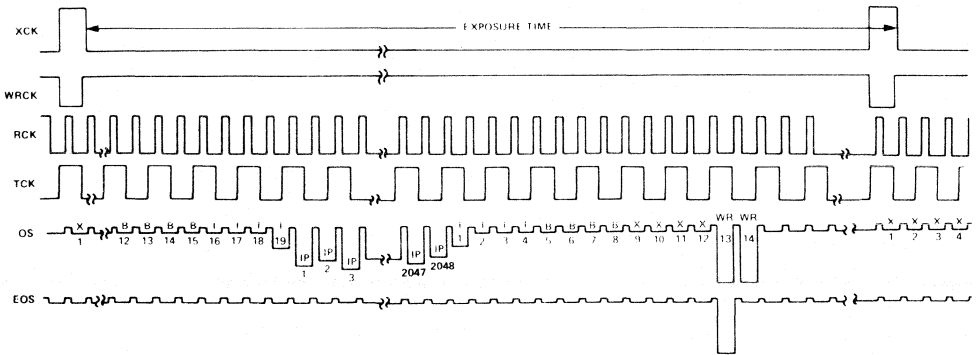 XCK
EXPOSURE TIME
WRCK
RCK
TCK
WR WR
OS
X B B B B I I I I IP IP IP IP IP I I I I B B B B X X X X X X X X
1 12 13 14 15 16 17 18 19 1 2 3 2047 2048 1 2 3 4 5 6 7 8 9 10 11 12 13 14 1 2 3 4
EOS